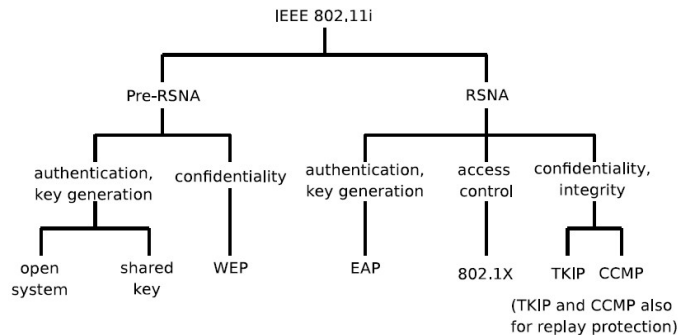 IEEE 802.11i
Pre-RSNA
RSNA
authentication,
key generation
confidentiality
authentication,
key generation
access
control
confidentiality,
integrity
open
system
shared
key
WEP
EAP
802.1X
TKIP
CCMP
(TKIP and CCMP also
for replay protection)